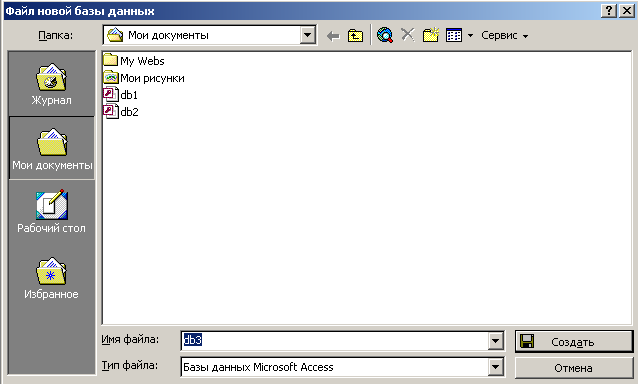 Файл новой базы данных
Папка:
Мои документы
Сервис
My Webs
Мои рисунки
db1
db2
Журнал
Мои документы
Рабочий стол
Избранное
Имя файла:
db3
Создать
Тип файла:
Базы данных Microsoft Access
Отмена